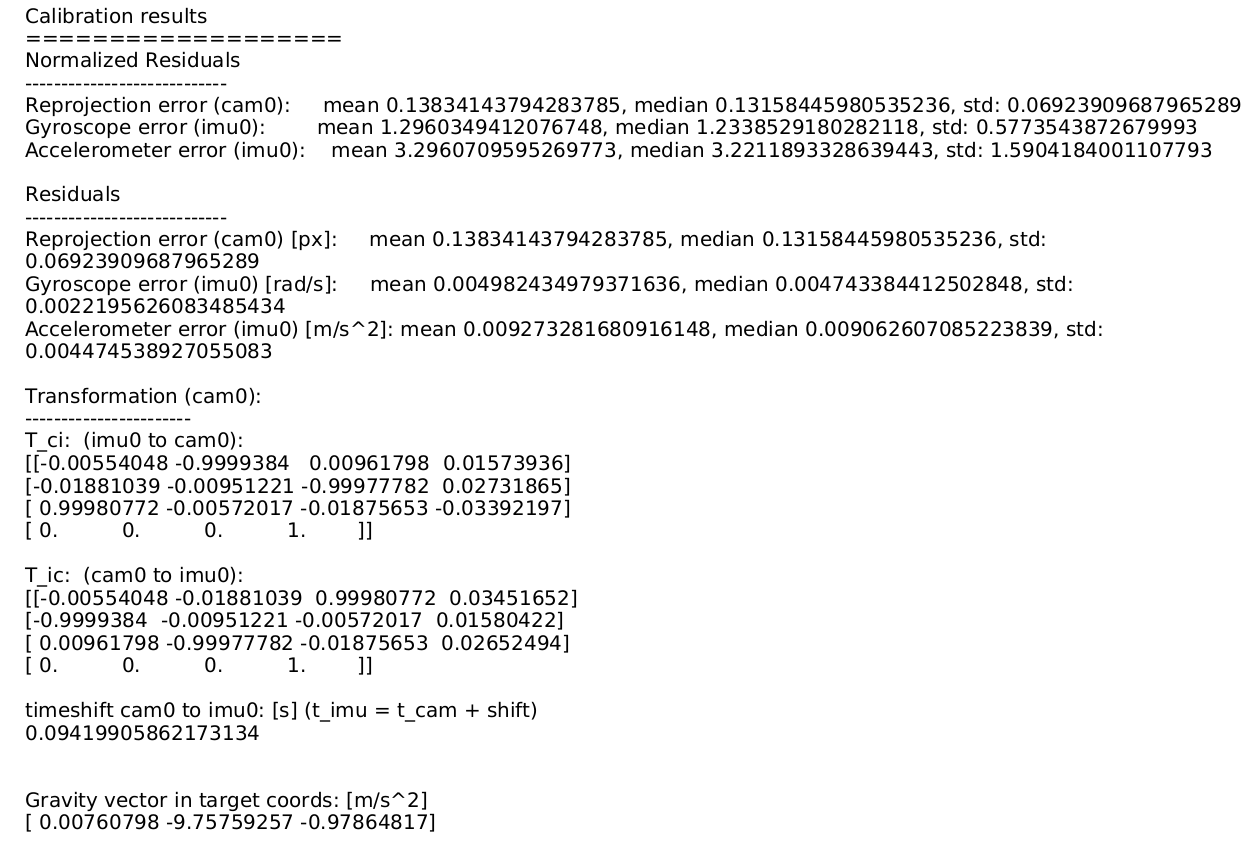 Calibration results
===================
Normalized Residuals
----------------------------
Reprojection error (cam0):     mean 0.13834143794283785, median 0.13158445980535236, std: 0.06923909687965289
Gyroscope error (imu0):        mean 1.2960349412076748, median 1.2338529180282118, std: 0.5773543872679993
Accelerometer error (imu0):    mean 3.2960709595269773, median 3.2211893328639443, std: 1.5904184001107793

Residuals
----------------------------
Reprojection error (cam0) [px]:     mean 0.13834143794283785, median 0.13158445980535236, std:
0.06923909687965289
Gyroscope error (imu0) [rad/s]:     mean 0.004982434979371636, median 0.004743384412502848, std:
0.0022195626083485434
Accelerometer error (imu0) [m/s^2]: mean 0.009273281680916148, median 0.009062607085223839, std:
0.004474538927055083

Transformation (cam0):
-----------------------
T_ci:  (imu0 to cam0):
[[-0.00554048 -0.9999384   0.00961798  0.01573936]
[-0.01881039 -0.00951221 -0.99977782  0.02731865]
[ 0.99980772 -0.00572017 -0.01875653 -0.03392197]
[ 0.          0.          0.          1.        ]]

T_ic:  (cam0 to imu0):
[[-0.00554048 -0.01881039  0.99980772  0.03451652]
[-0.9999384  -0.00951221 -0.00572017  0.01580422]
[ 0.00961798 -0.99977782 -0.01875653  0.02652494]
[ 0.          0.          0.          1.        ]]

timeshift cam0 to imu0: [s] (t_imu = t_cam + shift)
0.09419905862173134

Gravity vector in target coords: [m/s^2]
[ 0.00760798 -9.75759257 -0.97864817]